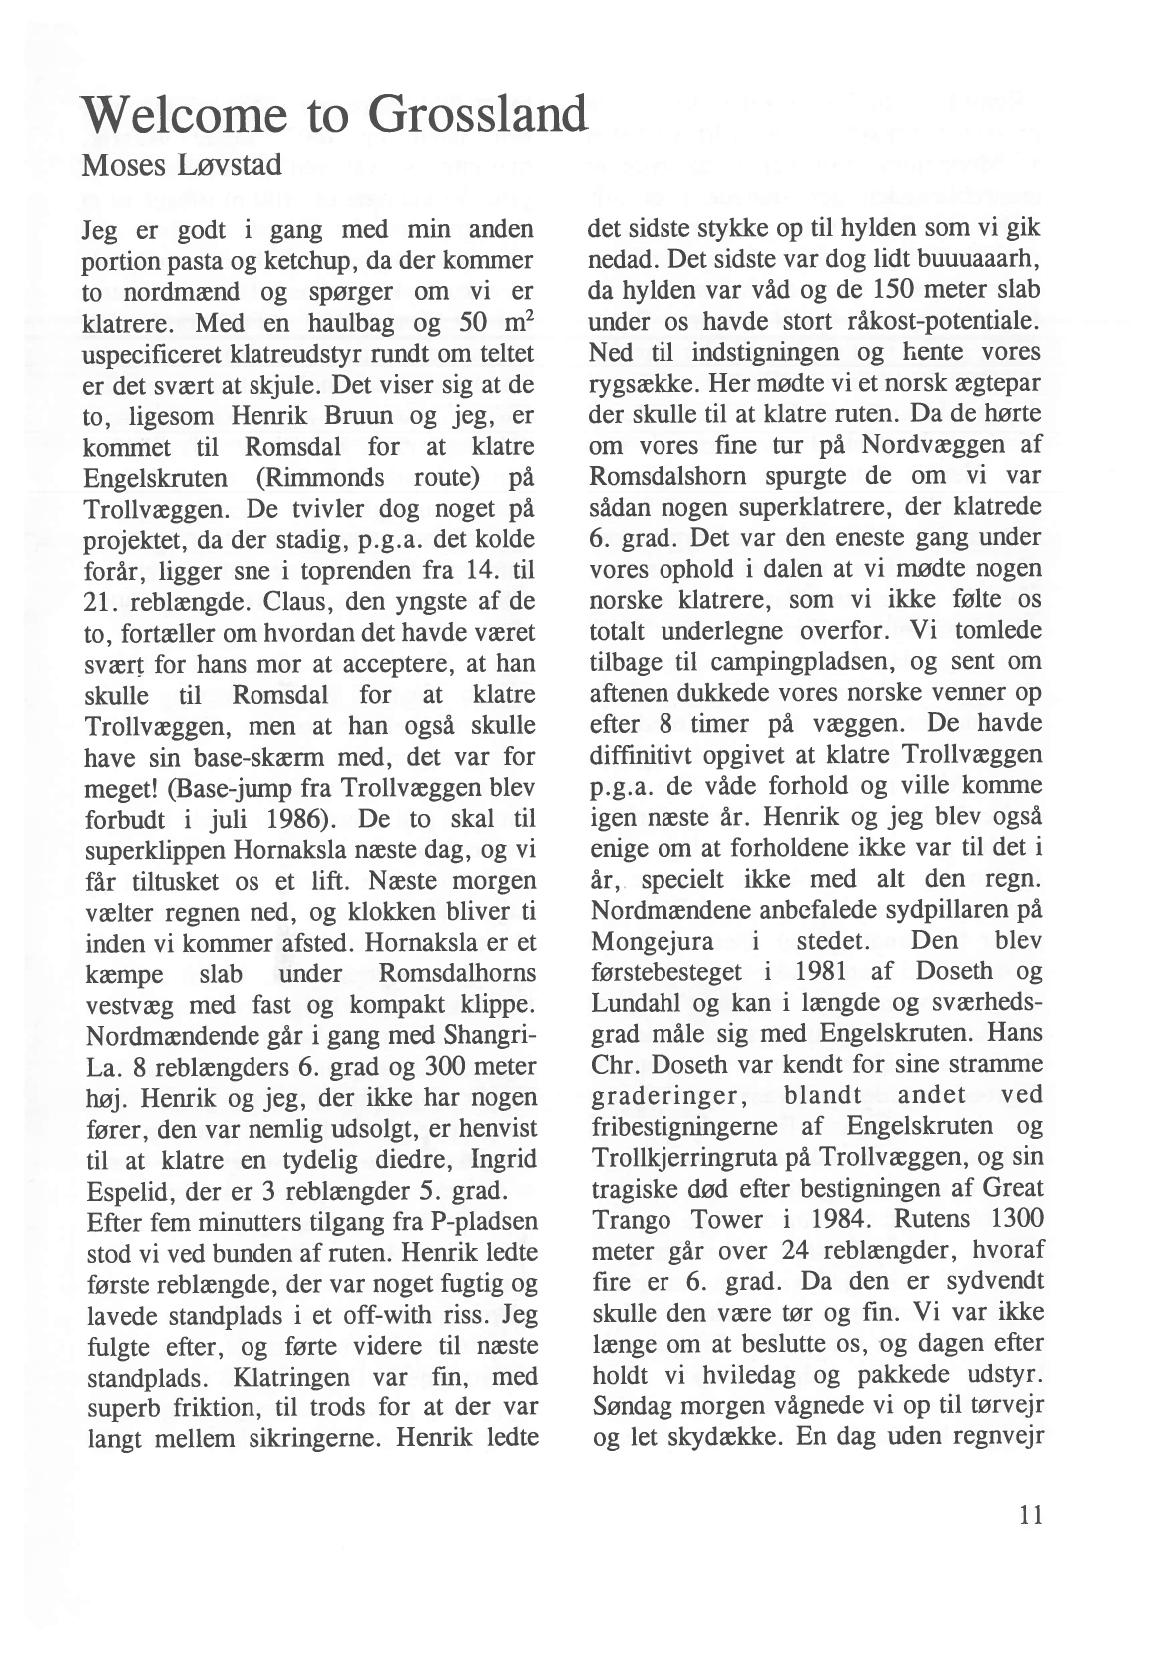 Welcome to Grossland
Moses Løvstad
Jeg er godt i gang med min anden
portion pasta og ketchup, da der kommer
to nordmænd og spørger om vi er
klatrere. Med en haulbag og 50 m²
uspecificeret klatreudstyr rundt om teltet
er det svært at skjule. Det viser sig at de
to, ligesom Henrik Bruun og jeg, er
kommet til Romsdal for at klatre
Engelskruten (Rimmonds route) på
Trollvæggen. De tvivler dog noget på
projektet, da der stadig, p.g.a. det kolde
forår, ligger sne i toprenden fra 14. til
21. reblængde. Claus, den yngste af de
to, fortæller om hvordan det havde været
svært for hans mor at acceptere, at han
skulle til Romsdal for at klatre
Trollvæggen, men at han også skulle
have sin base-skærm med, det var for
meget! (Base-jump fra Trollvæggen blev
forbudt i juli 1986). De to skal til
superklippen Hornaksla næste dag, og vi
får tiltusket os et lift. Næste morgen
vælter regnen ned, og klokken bliver ti
inden vi kommer afsted. Hornaksla er et
kæmpe slab under Romsdalhorns
vestvæg med fast og kompakt klippe.
Nordmændende går i gang med Shangri-
La. 8 reblængders 6. grad og 300 meter
høj. Henrik og jeg, der ikke har nogen
fører, den var nemlig udsolgt, er henvist
til at klatre en tydelig diedre, Ingrid
Espelid, der er 3 reblængder 5. grad.
Efter fem minutters tilgang fra P-pladsen
stod vi ved bunden af ruten. Henrik ledte
første reblængde, der var noget fugtig og
lavede standplads i et off-with riss. Jeg
fulgte efter, og førte videre til næste
standplads. Klatringen var fin, med
superb friktion, til trods for at der var
langt mellem sikringerne. Henrik ledte
det sidste stykke op til hylden som vi gik
nedad. Det sidste var dog lidt buuuaaarh,
da hylden var våd og de 150 meter slab
under os havde stort råkost-potentiale.
Ned til indstigningen og hente vores
rygsække. Her mødte vi et norsk ægtepar
der skulle til at klatre ruten. Da de hørte
om vores fine tur på Nordvæggen af
Romsdalshorn spurgte de om vi var
sådan nogen superklatrere, der klatrede
6. grad. Det var den eneste gang under
vores ophold i dalen at vi mødte nogen
norske klatrere, som vi ikke følte os
totalt underlegne overfor. Vi tomlede
tilbage til campingpladsen, og sent om
aftenen dukkede vores norske venner op
efter 8 timer på væggen. De havde
diffinitivt opgivet at klatre Trollvæggen
p.g.a. de våde forhold og ville komme
igen næste år. Henrik og jeg blev også
enige om at forholdene ikke var til det i
år, specielt ikke med alt den regn.
Nordmændene anbefalede sydpillaren på
Mongejura i stedet. Den blev
førstebesteget i 1981 af Doseth og
Lundahl og kan i længde og sværheds-
grad måle sig med Engelskruten. Hans
Chr. Doseth var kendt for sine stramme
graderinger, blandt andet ved
fribestigningerne af Engelskruten og
Trollkjerringruta på Trollvæggen, og sin
tragiske død efter bestigningen af Great
Trango Tower i 1984. Rutens 1300
meter går over 24 reblængder, hvoraf
fire er 6. grad. Da den er sydvendt
skulle den være tør og fin. Vi var ikke
længe om at beslutte os, og dagen efter
holdt vi hviledag og pakkede udstyr.
Søndag morgen vågnede vi op til tørvejr
og let skydække. En dag uden regnvejr
11